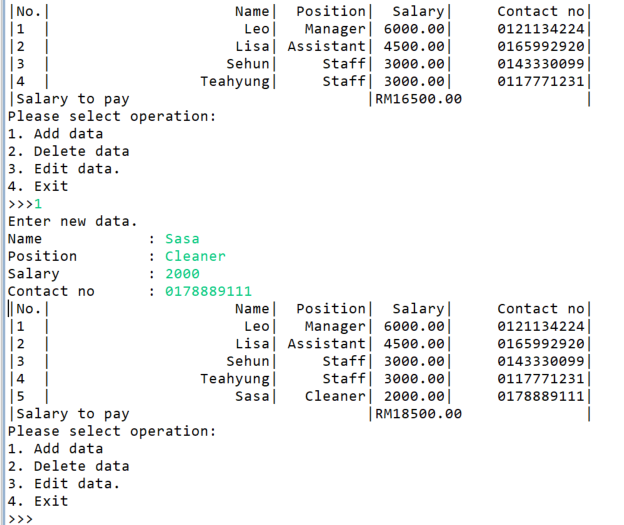 |No.|                     Name|  Position|  Salary|     Contact no|
|1  |                      Leo|   Manager| 6000.00|     0121134224|
|2  |                     Lisa| Assistant| 4500.00|     0165992920|
|3  |                    Sehun|     Staff| 3000.00|     0143330099|
|4  |                 Teahyung|     Staff| 3000.00|     0117771231|
|Salary to pay                           |RM16500.00              |
Please select operation:
1. Add data
2. Delete data
3. Edit data.
4. Exit
>>>1
Enter new data.
Name            : Sasa
Position        : Cleaner
Salary          : 2000
Contact no      : 0178889111
|No.|                     Name|  Position|  Salary|     Contact no|
|1  |                      Leo|   Manager| 6000.00|     0121134224|
|2  |                     Lisa| Assistant| 4500.00|     0165992920|
|3  |                    Sehun|     Staff| 3000.00|     0143330099|
|4  |                 Teahyung|     Staff| 3000.00|     0117771231|
|5  |                     Sasa|   Cleaner| 2000.00|     0178889111|
|Salary to pay                           |RM18500.00              |
Please select operation:
1. Add data
2. Delete data
3. Edit data.
4. Exit
>>>